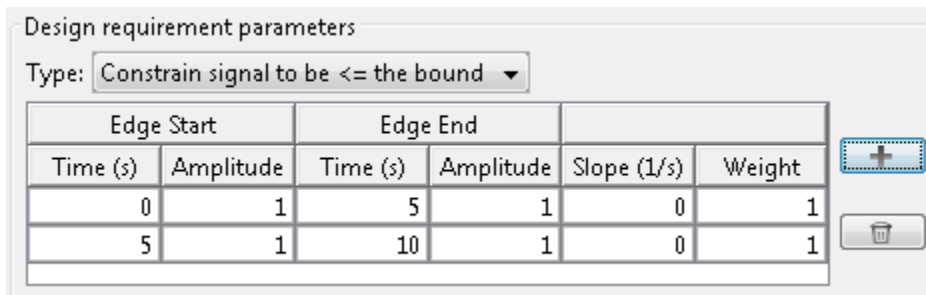 Design requirement parameters
Type: Constrain signal to be <= the bound
Edge Start Edge End
Time (s) Amplitude Time (s) Amplitude Slope (1/s) Weight
0 1 5 1 0 1
5 1 10 1 0 1